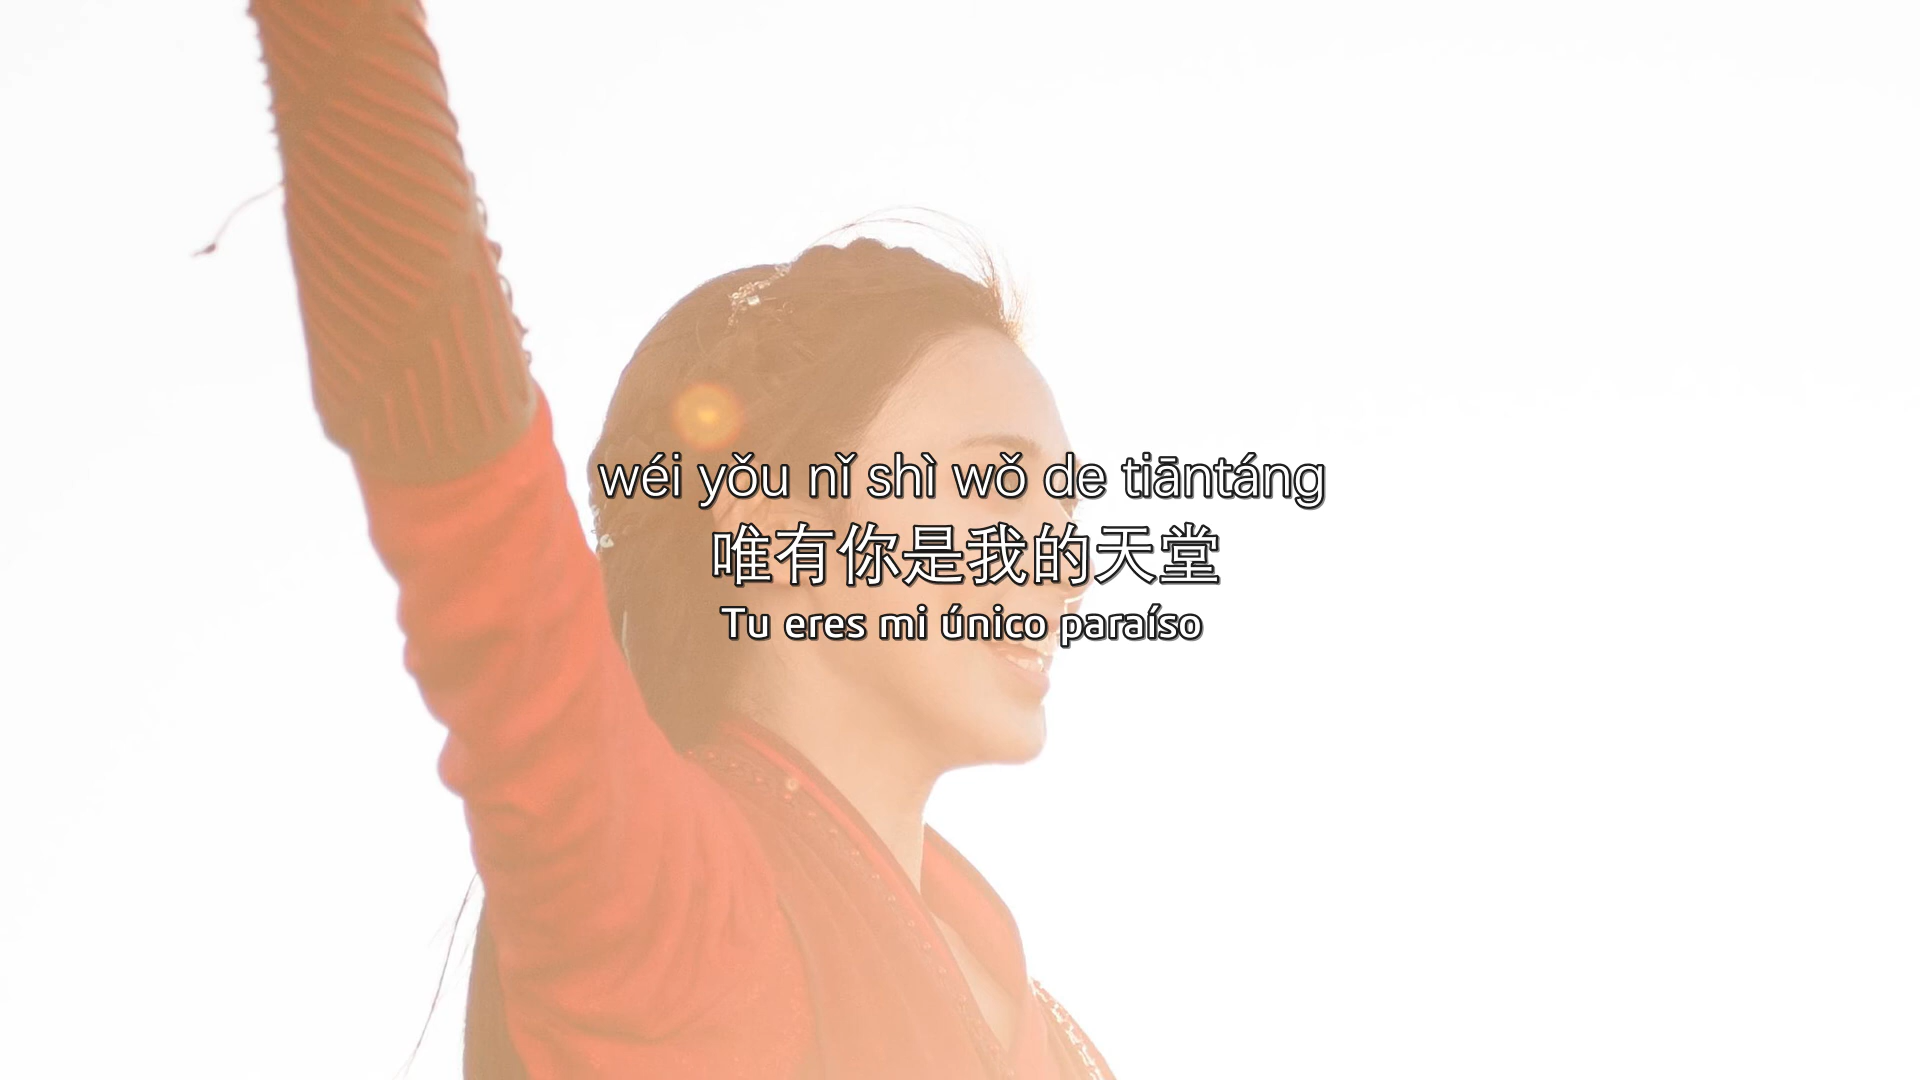 wéi yǒu nǐ shì wǒ de tiāntáng
唯有你是我的天堂
Tu eres mi único paraíso